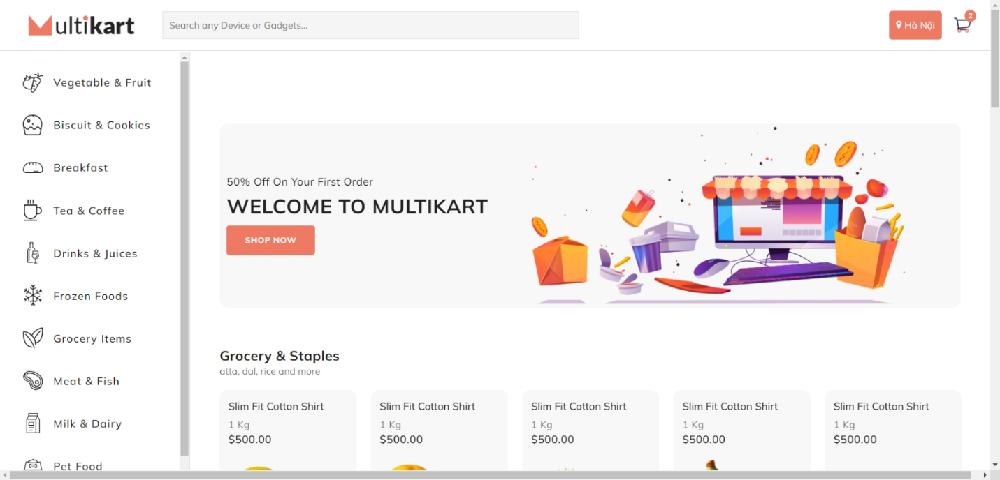 Multikart
Search any Device or Gadgets...
Hà Nội
2
Vegetable & Fruit
Biscuit & Cookies
Breakfast
Tea & Coffee
Drinks & Juices
Frozen Foods
Grocery Items
Meat & Fish
Milk & Dairy
Pet Food
50% Off On Your First Order
WELCOME TO MULTIKART
SHOP NOW
Grocery & Staples
atta, dal, rice and more
Slim Fit Cotton Shirt
1 Kg
$500.00
Slim Fit Cotton Shirt
1 Kg
$500.00
Slim Fit Cotton Shirt
1 Kg
$500.00
Slim Fit Cotton Shirt
1 Kg
$500.00
Slim Fit Cotton Shirt
1 Kg
$500.00